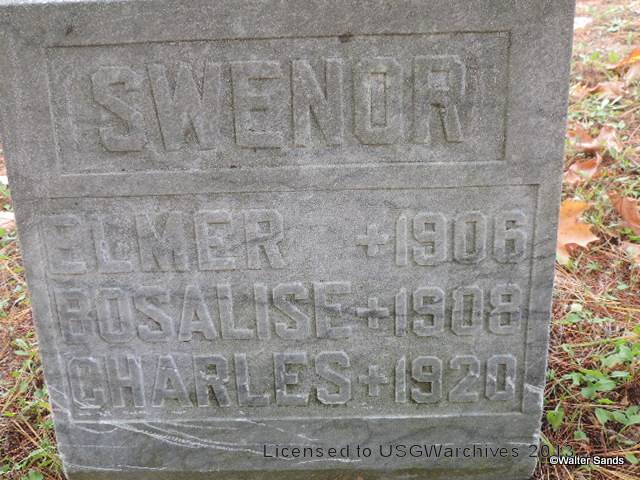 SWENOR
ELMER + 1906
ROSALISE + 1908
CHARLES + 1920
Licensed to USGWarchives
©Walter Sands